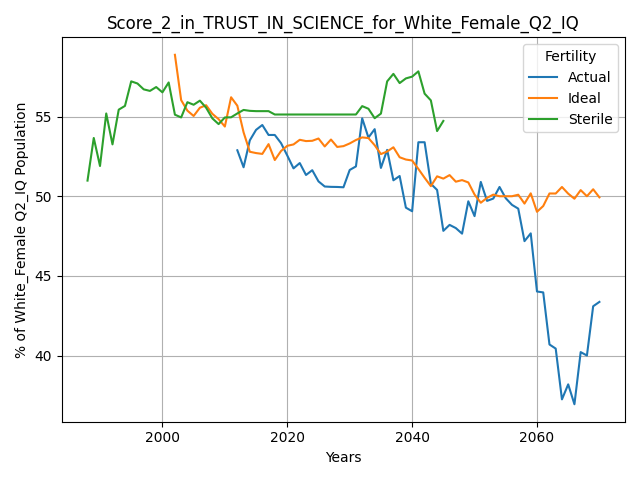 Score_2_in_TRUST_IN_SCIENCE_for_White_Female_Q2_IQ
Fertility
Actual
Ideal
Sterile
% of White_Female Q2_IQ Population
55
50
45
40
2000
2020
2040
2060
Years